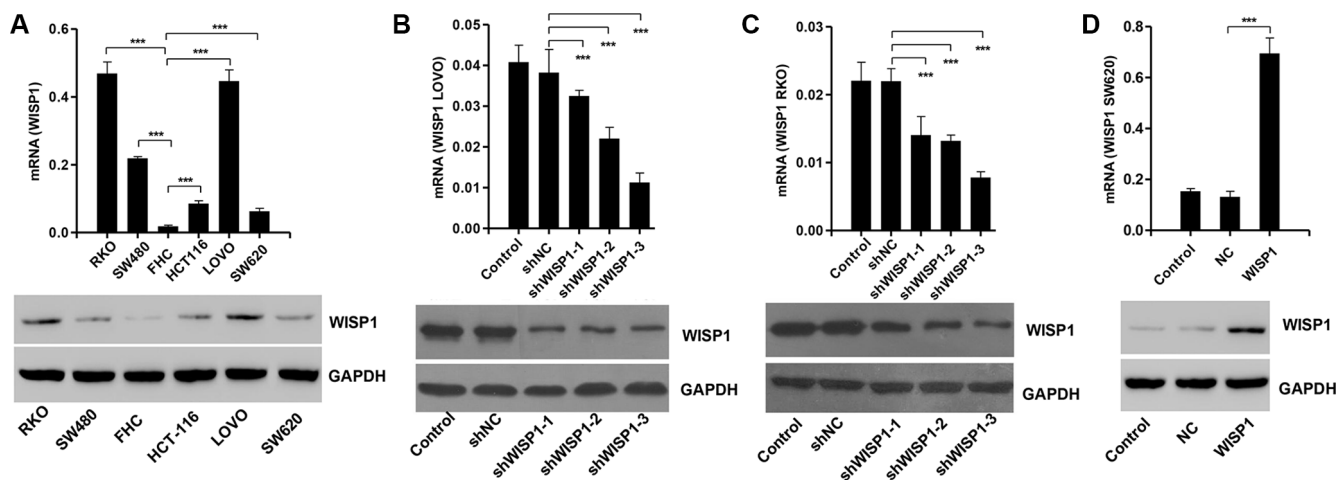 A
mRNA (WISP1)
0.6
0.4
0.2
0.0
***
***
***
***
***
RKO
SW480
FHC
HCT116
LOVO
SW620
WISP1
GAPDH
RKO
SW480
FHC
HCT-116
LOVO
SW620
B
mRNA (WISP1 LOVO)
0.05
0.04
0.03
0.02
0.01
0.00
***
***
***
Control
shNC
shWISP1-1
shWISP1-2
shWISP1-3
WISP1
GAPDH
Control
shNC
shWISP1-1
shWISP1-2
shWISP1-3
C
mRNA (WISP1 RKO)
0.03
0.02
0.01
0.00
***
***
***
Control
shNC
shWISP1-1
shWISP1-2
shWISP1-3
WISP1
GAPDH
Control
shNC
shWISP1-1
shWISP1-2
shWISP1-3
D
mRNA (WISP1 SW620)
0.8
0.6
0.4
0.2
0.0
***
Control
NC
WISP1
WISP1
GAPDH
Control
NC
WISP1